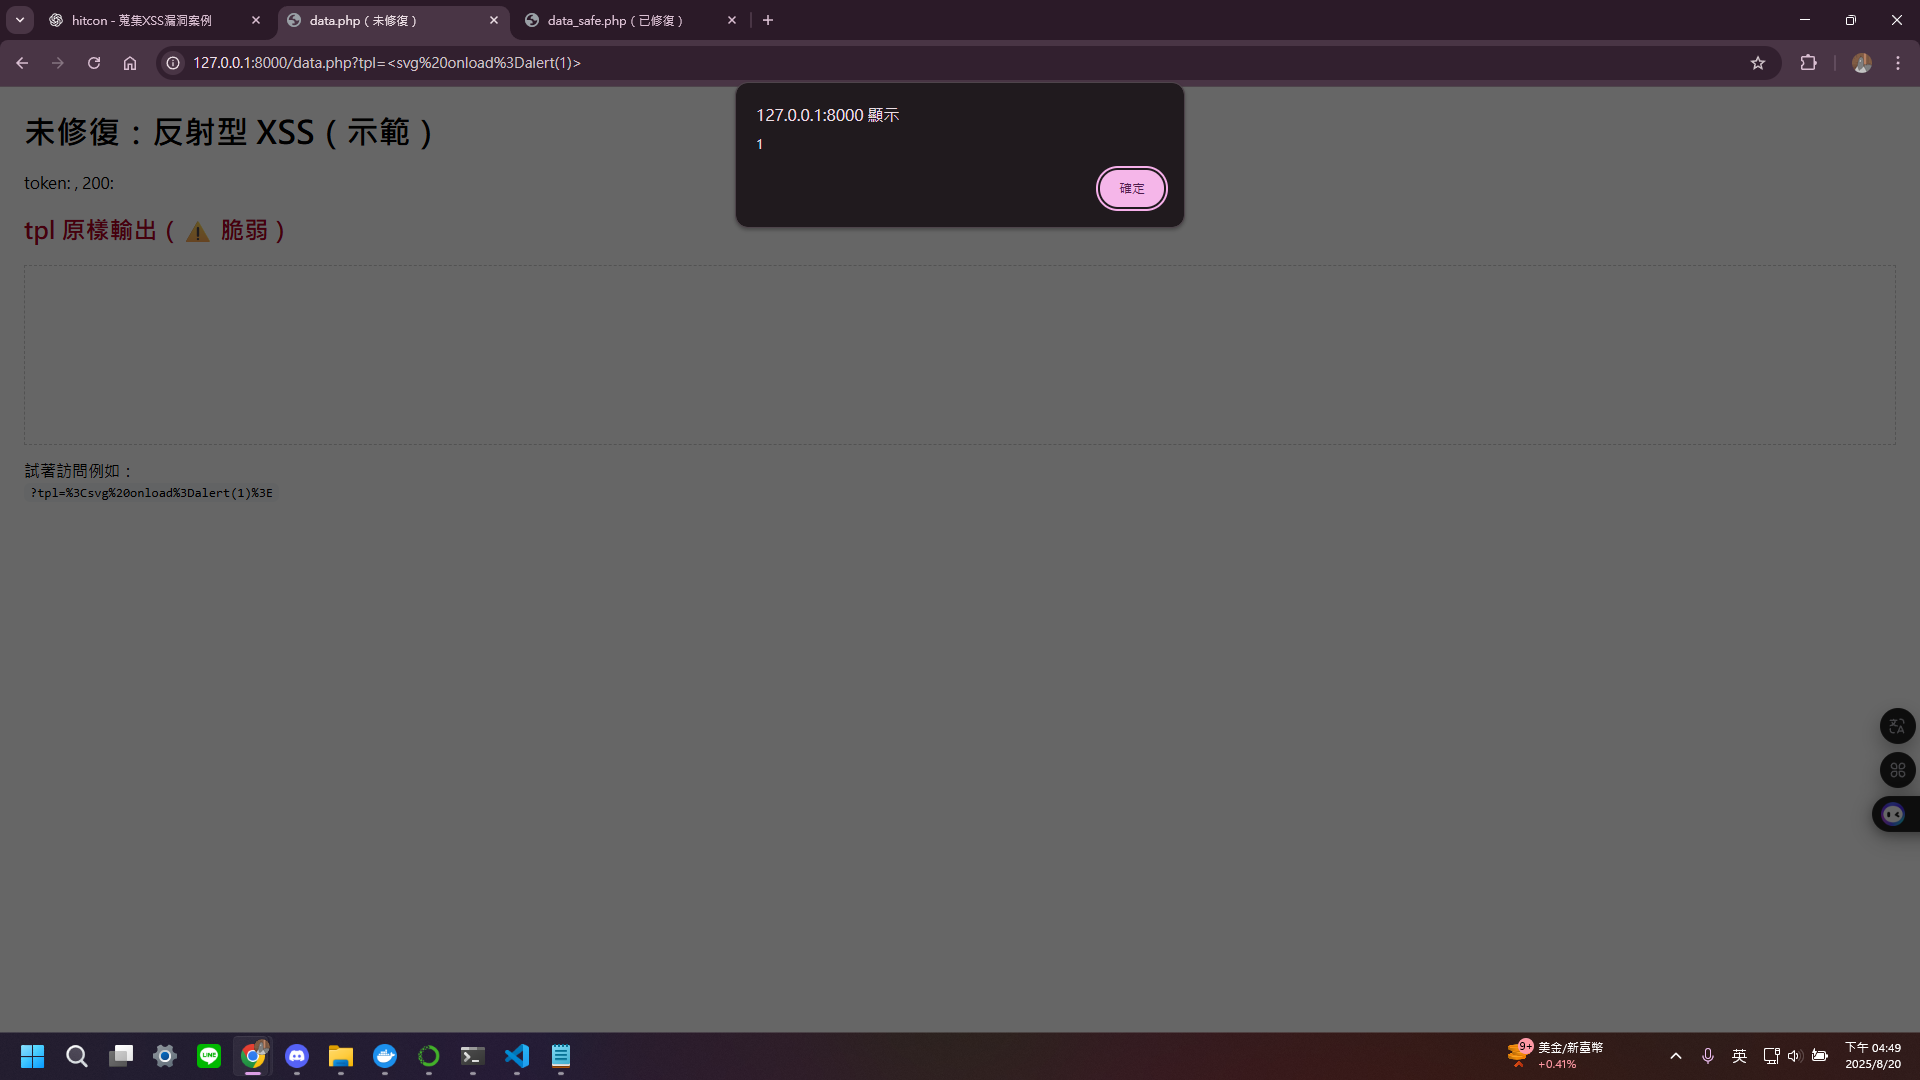 hitcon - 蒐集XSS漏洞案例
data.php（未修復）
data_safe.php（已修復）
127.0.0.1:8000/data.php?tpl=<svg%20onload%3Dalert(1)>
127.0.0.1:8000 顯示
1
確定
未修復：反射型 XSS（示範）
token: , 200:
tpl 原樣輸出（⚠️ 脆弱）
試著訪問例如：
?tpl=%3Csvg%20onload%3Dalert(1)%3E
LINE
9+
美金/新臺幣
+0.41%
英
下午 04:49
2025/8/20